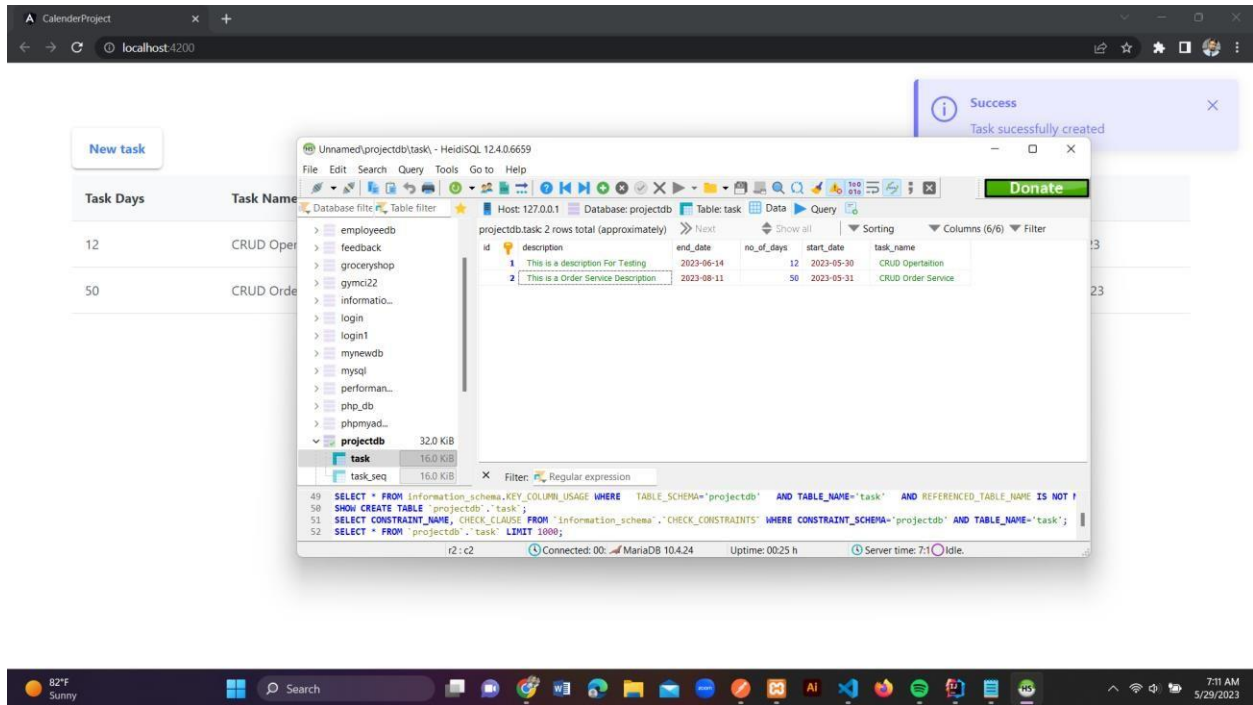 CalenderProject
localhost:4200
Success
Task sucessfully created
New task
Task Days Task Name
12 CRUD Oper 23
50 CRUD Orde 23
Unnamed\projectdb\task\ - HeidiSQL 12.4.0.6659
File Edit Search Query Tools Go to Help
Donate
Database filte Table filter Host: 127.0.0.1 Database: projectdb Table: task Data Query
projectdb.task: 2 rows total (approximately) Next Show all Sorting Columns (6/6) Filter
id description end_date no_of_days start_date task_name
1 This is a description For Testing 2023-06-14 12 2023-05-30 CRUD Opertaition
2 This is a Order Service Description 2023-08-11 50 2023-05-31 CRUD Order Service
employeedb
feedback
groceryshop
gymci22
informatio...
login
login1
mynewdb
mysql
performan...
php_db
phpmyad...
projectdb 32.0 KiB
task 16.0 KiB
task_seq 16.0 KiB
Filter: Regular expression
49 SELECT * FROM information_schema.KEY_COLUMN_USAGE WHERE TABLE_SCHEMA='projectdb' AND TABLE_NAME='task' AND REFERENCED_TABLE_NAME IS NOT
50 SHOW CREATE TABLE `projectdb`.`task`;
51 SELECT CONSTRAINT_NAME, CHECK_CLAUSE FROM `information_schema`.`CHECK_CONSTRAINTS` WHERE CONSTRAINT_SCHEMA='projectdb' AND TABLE_NAME='task';
52 SELECT * FROM `projectdb`.`task` LIMIT 1000;
r2 : c2 Connected: 00: MariaDB 10.4.24 Uptime: 00:25 h Server time: 7:1 Idle.
82°F
Sunny
Search
7:11 AM
5/29/2023